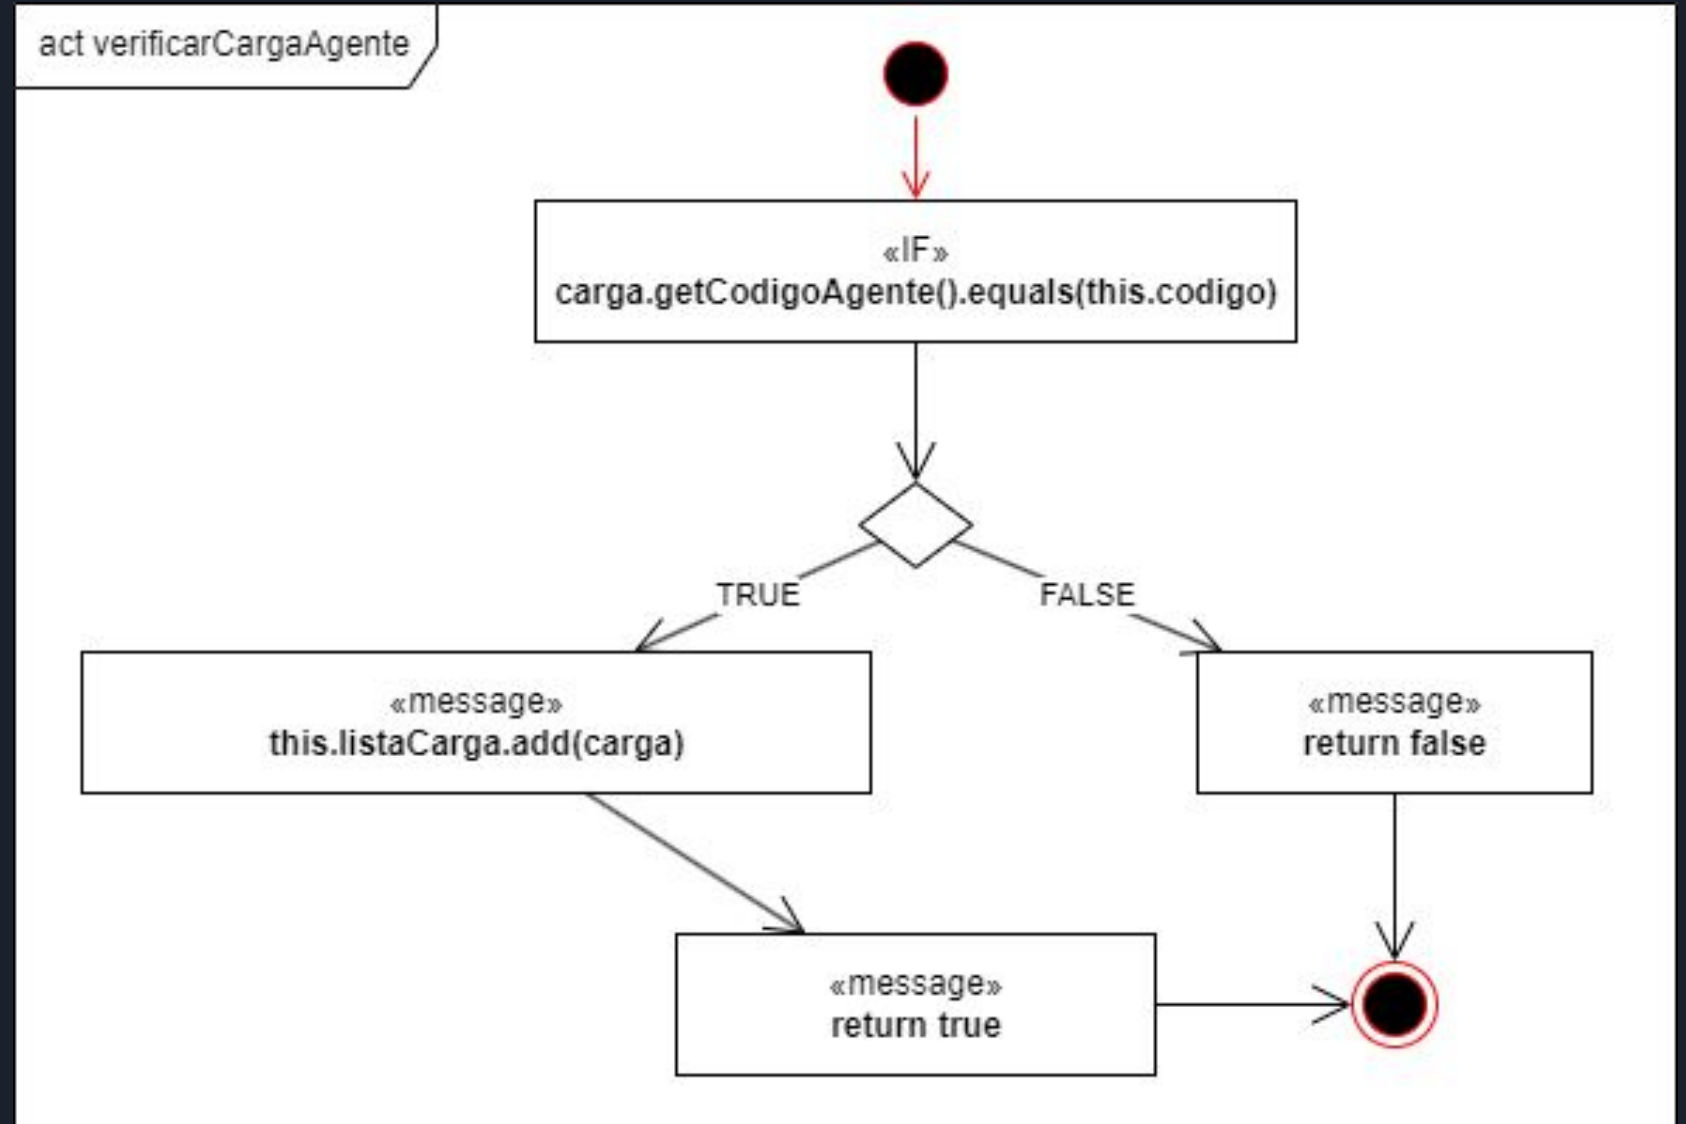 act verificarCargaAgente
«IF»
carga.getCodigoAgente().equals(this.codigo)
TRUE
FALSE
«message»
this.listaCarga.add(carga)
«message»
return false
«message»
return true